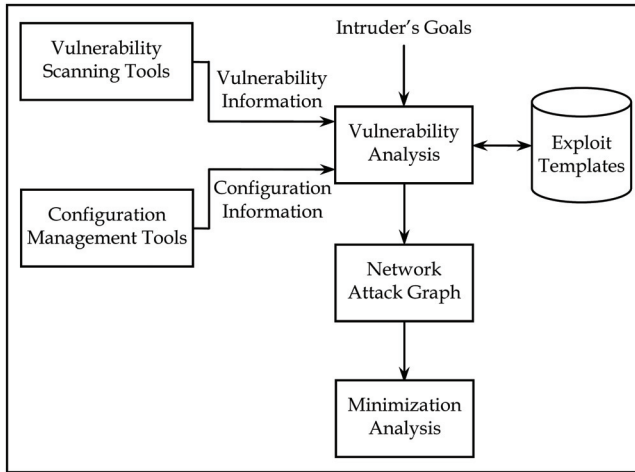 Vulnerability
Scanning Tools
Vulnerability
Information
Intruder's Goals
Vulnerability
Analysis
Exploit
Templates
Configuration
Information
Configuration
Management Tools
Network
Attack Graph
Minimization
Analysis